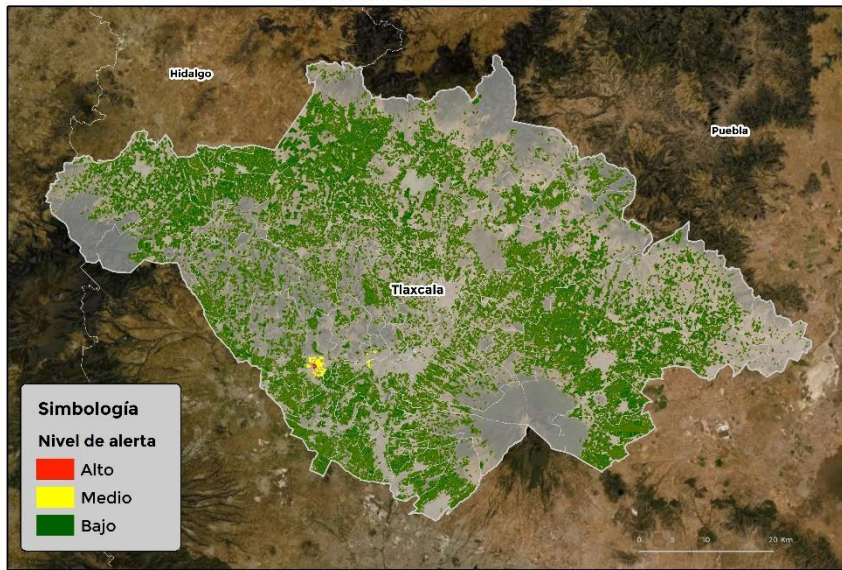 Hidalgo
Puebla
Tlaxcala
Simbología
Nivel de alerta
Alto
Medio
Bajo
0 5 10 20 Km